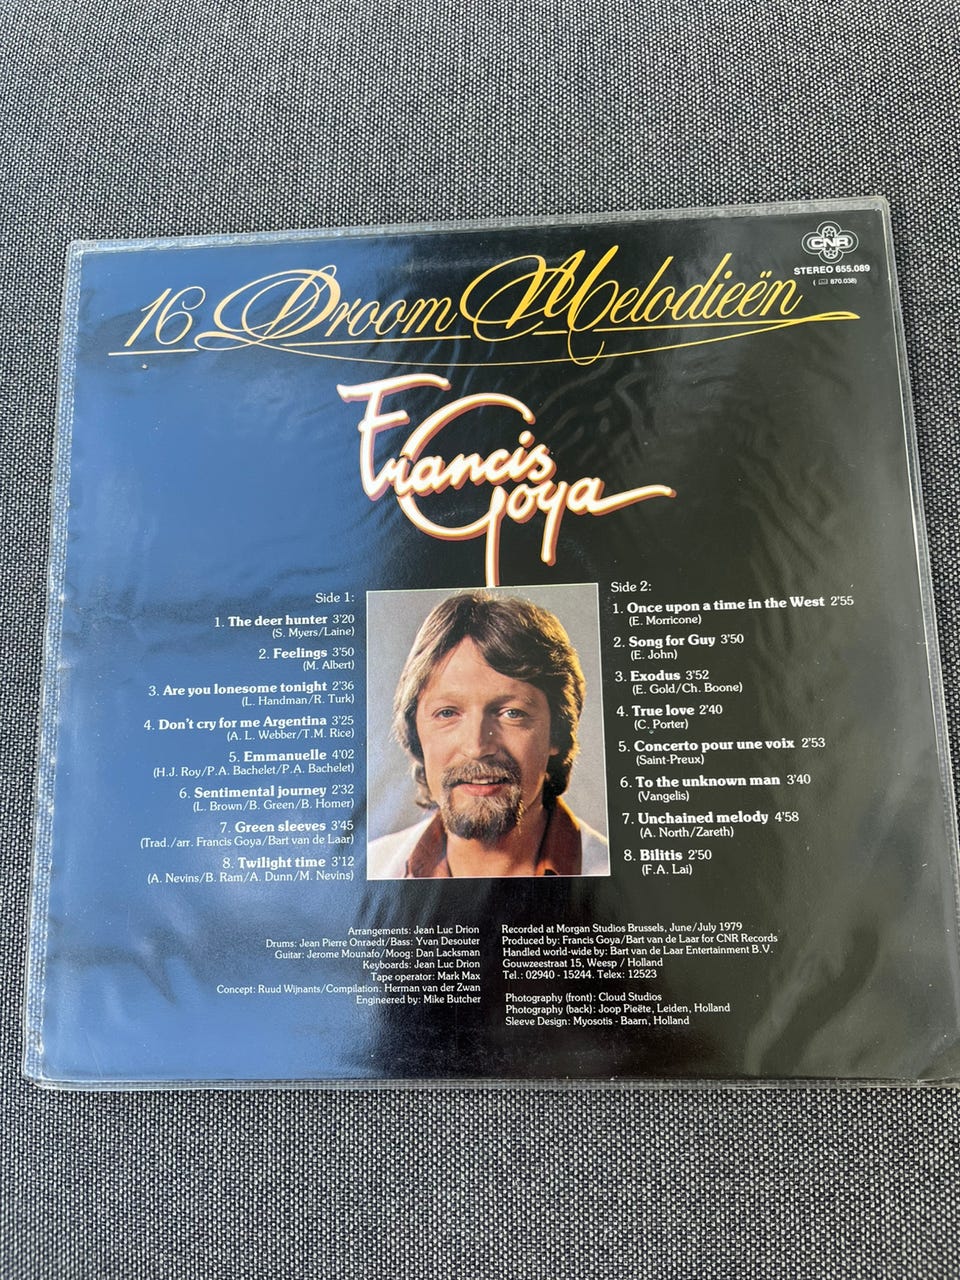 CNR
STEREO 655.089
870.038)
16 Droom Melodieën
Francis
Goya
Side 1:
1. The deer hunter 3'20
(S. Myers/Laine)
2. Feelings 3'50
(M. Albert)
3. Are you lonesome tonight 2'36
(L. Handman/R. Turk)
4. Don't cry for me Argentina 3'25
(A. L. Webber/T.M. Rice)
5. Emmanuelle 4'02
(H.J. Roy/P.A. Bachelet/P.A. Bachelet)
6. Sentimental journey 2'32
(L. Brown/B. Green/B. Homer)
7. Green sleeves 3'45
(Trad./arr. Francis Goya/Bart van de Laar)
8. Twilight time 3'12
(A. Nevins/B. Ram/A. Dunn/M. Nevins)
Side 2:
1. Once upon a time in the West 2'55
(E. Morricone)
2. Song for Guy 3'50
(E. John)
3. Exodus 3'52
(E. Gold/Ch. Boone)
4. True love 2'40
(C. Porter)
5. Concerto pour une voix 2'53
(Saint-Preux)
6. To the unknown man 3'40
(Vangelis)
7. Unchained melody 4'58
(A. North/Zareth)
8. Bilitis 2'50
(F.A. Lai)
Arrangements: Jean Luc Drion
Drums: Jean Pierre Onraedt/Bass: Yvan Desouter
Guitar: Jerome Mounafo/Moog: Dan Lacksman
Keyboards: Jean Luc Drion
Tape operator: Mark Max
Concept: Ruud Wijnants/Compilation: Herman van der Zwan
Engineered by: Mike Butcher
Recorded at Morgan Studios Brussels, June/July 1979
Produced by: Francis Goya/Bart van de Laar for CNR Records
Handled world-wide by: Bart van de Laar Entertainment B.V.
Gouwzeestraat 15, Weesp / Holland
Tel.: 02940 - 15244. Telex: 12523
Photography (front): Cloud Studios
Photography (back): Joop Pieëte, Leiden, Holland
Sleeve Design: Myosotis - Baarn, Holland